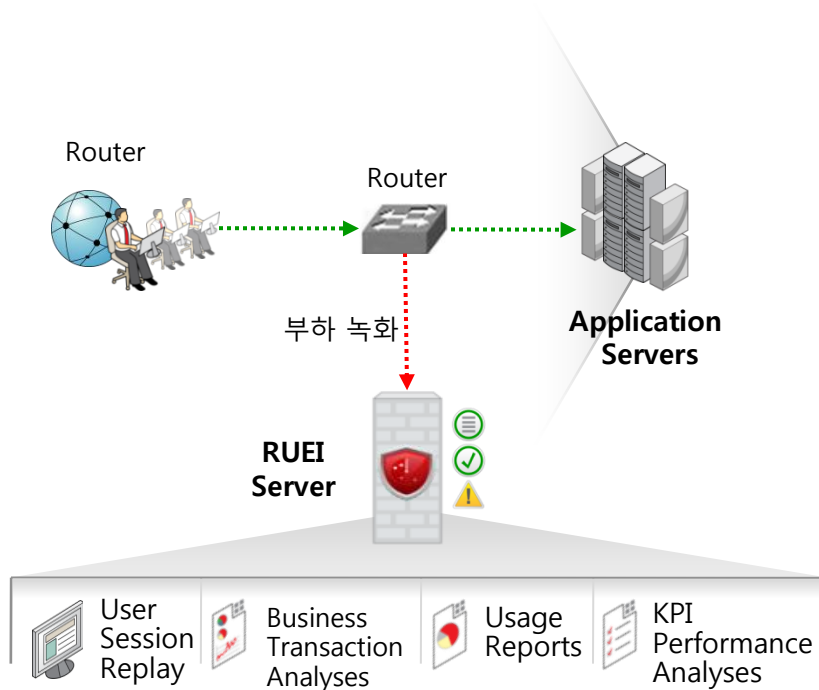 Router
Router
부하 녹화
Application
Servers
RUEI
Server
User
Session
Replay
Business
Transaction
Analyses
Usage
Reports
KPI
Performance
Analyses